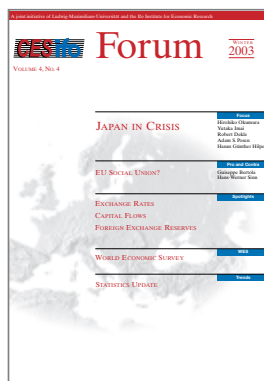 A joint initiative of Ludwig-Maximilians-Universität and the Ifo Institute for Economic Research
CESifo Forum
WINTER
2003
VOLUME 4, NO. 4
Focus
JAPAN IN CRISIS
Hirohiko Okumura
Yutaka Imai
Robert Dekle
Adam S. Posen
Hanns Günther Hilpert
Pro and Contra
EU SOCIAL UNION?
Giuseppe Bertola
Hans-Werner Sinn
Spotlights
EXCHANGE RATES
CAPITAL FLOWS
FOREIGN EXCHANGE RESERVES
WES
WORLD ECONOMIC SURVEY
Trends
STATISTICS UPDATE